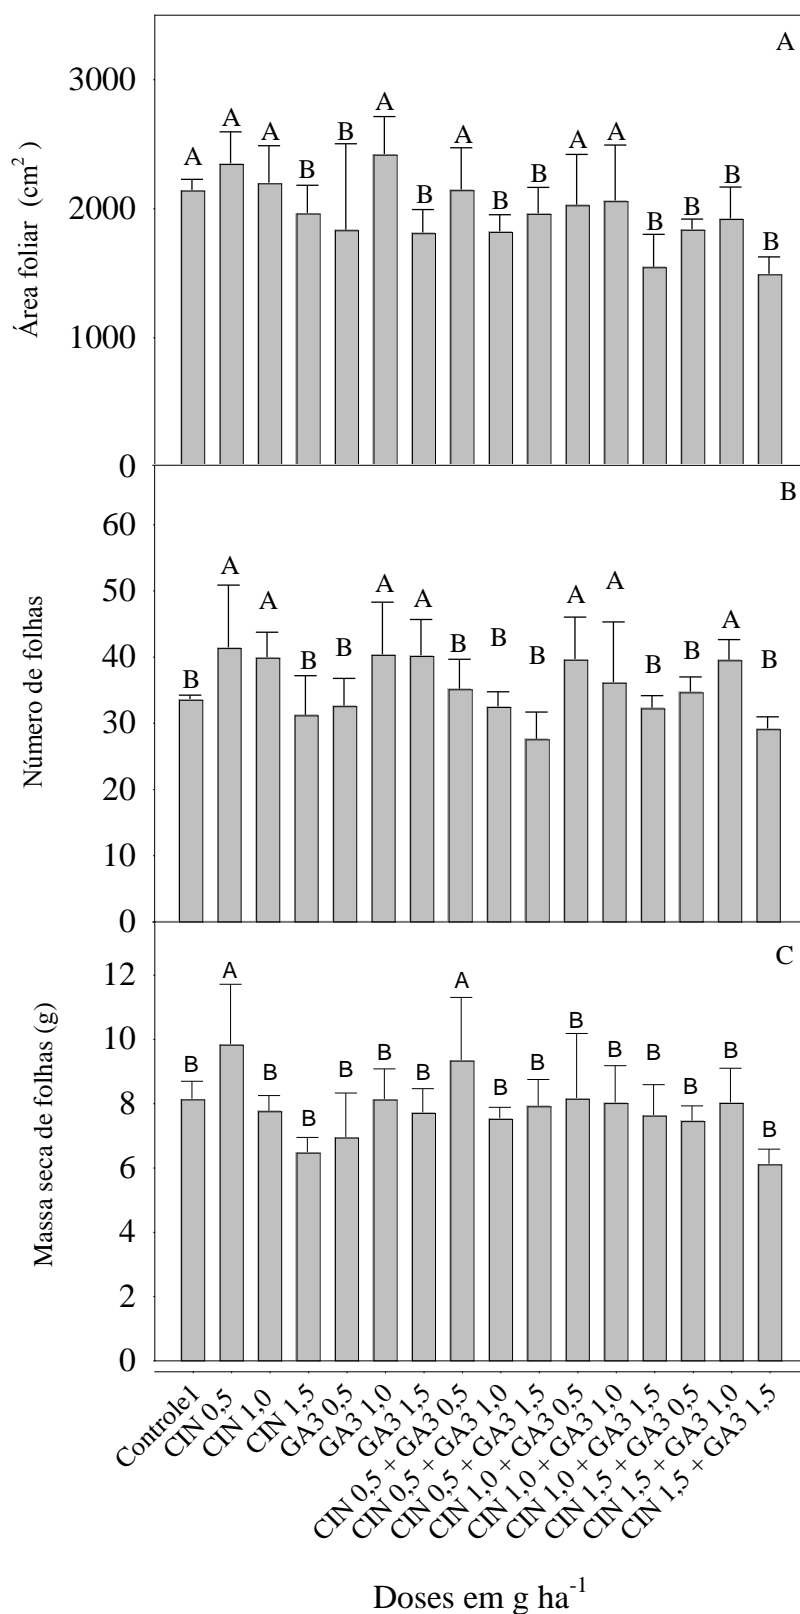 A
Área foliar (cm2)
3000
2000
1000
0
A A A B B A B A B B A A B B B B
B
Número de folhas
60
50
40
30
20
10
0
B A A B B A A B B B A A B B A B
C
Massa seca de folhas (g)
12
10
8
6
4
2
0
B A B B B B B A B B B B B B B B
Controle1
CIN 0,5
CIN 1,0
CIN 1,5
GA3 0,5
GA3 1,0
GA3 1,5
CIN 0,5 + GA3 0,5
CIN 0,5 + GA3 1,0
CIN 0,5 + GA3 1,5
CIN 1,0 + GA3 0,5
CIN 1,0 + GA3 1,0
CIN 1,0 + GA3 1,5
CIN 1,5 + GA3 0,5
CIN 1,5 + GA3 1,0
CIN 1,5 + GA3 1,5
Doses em g ha-1